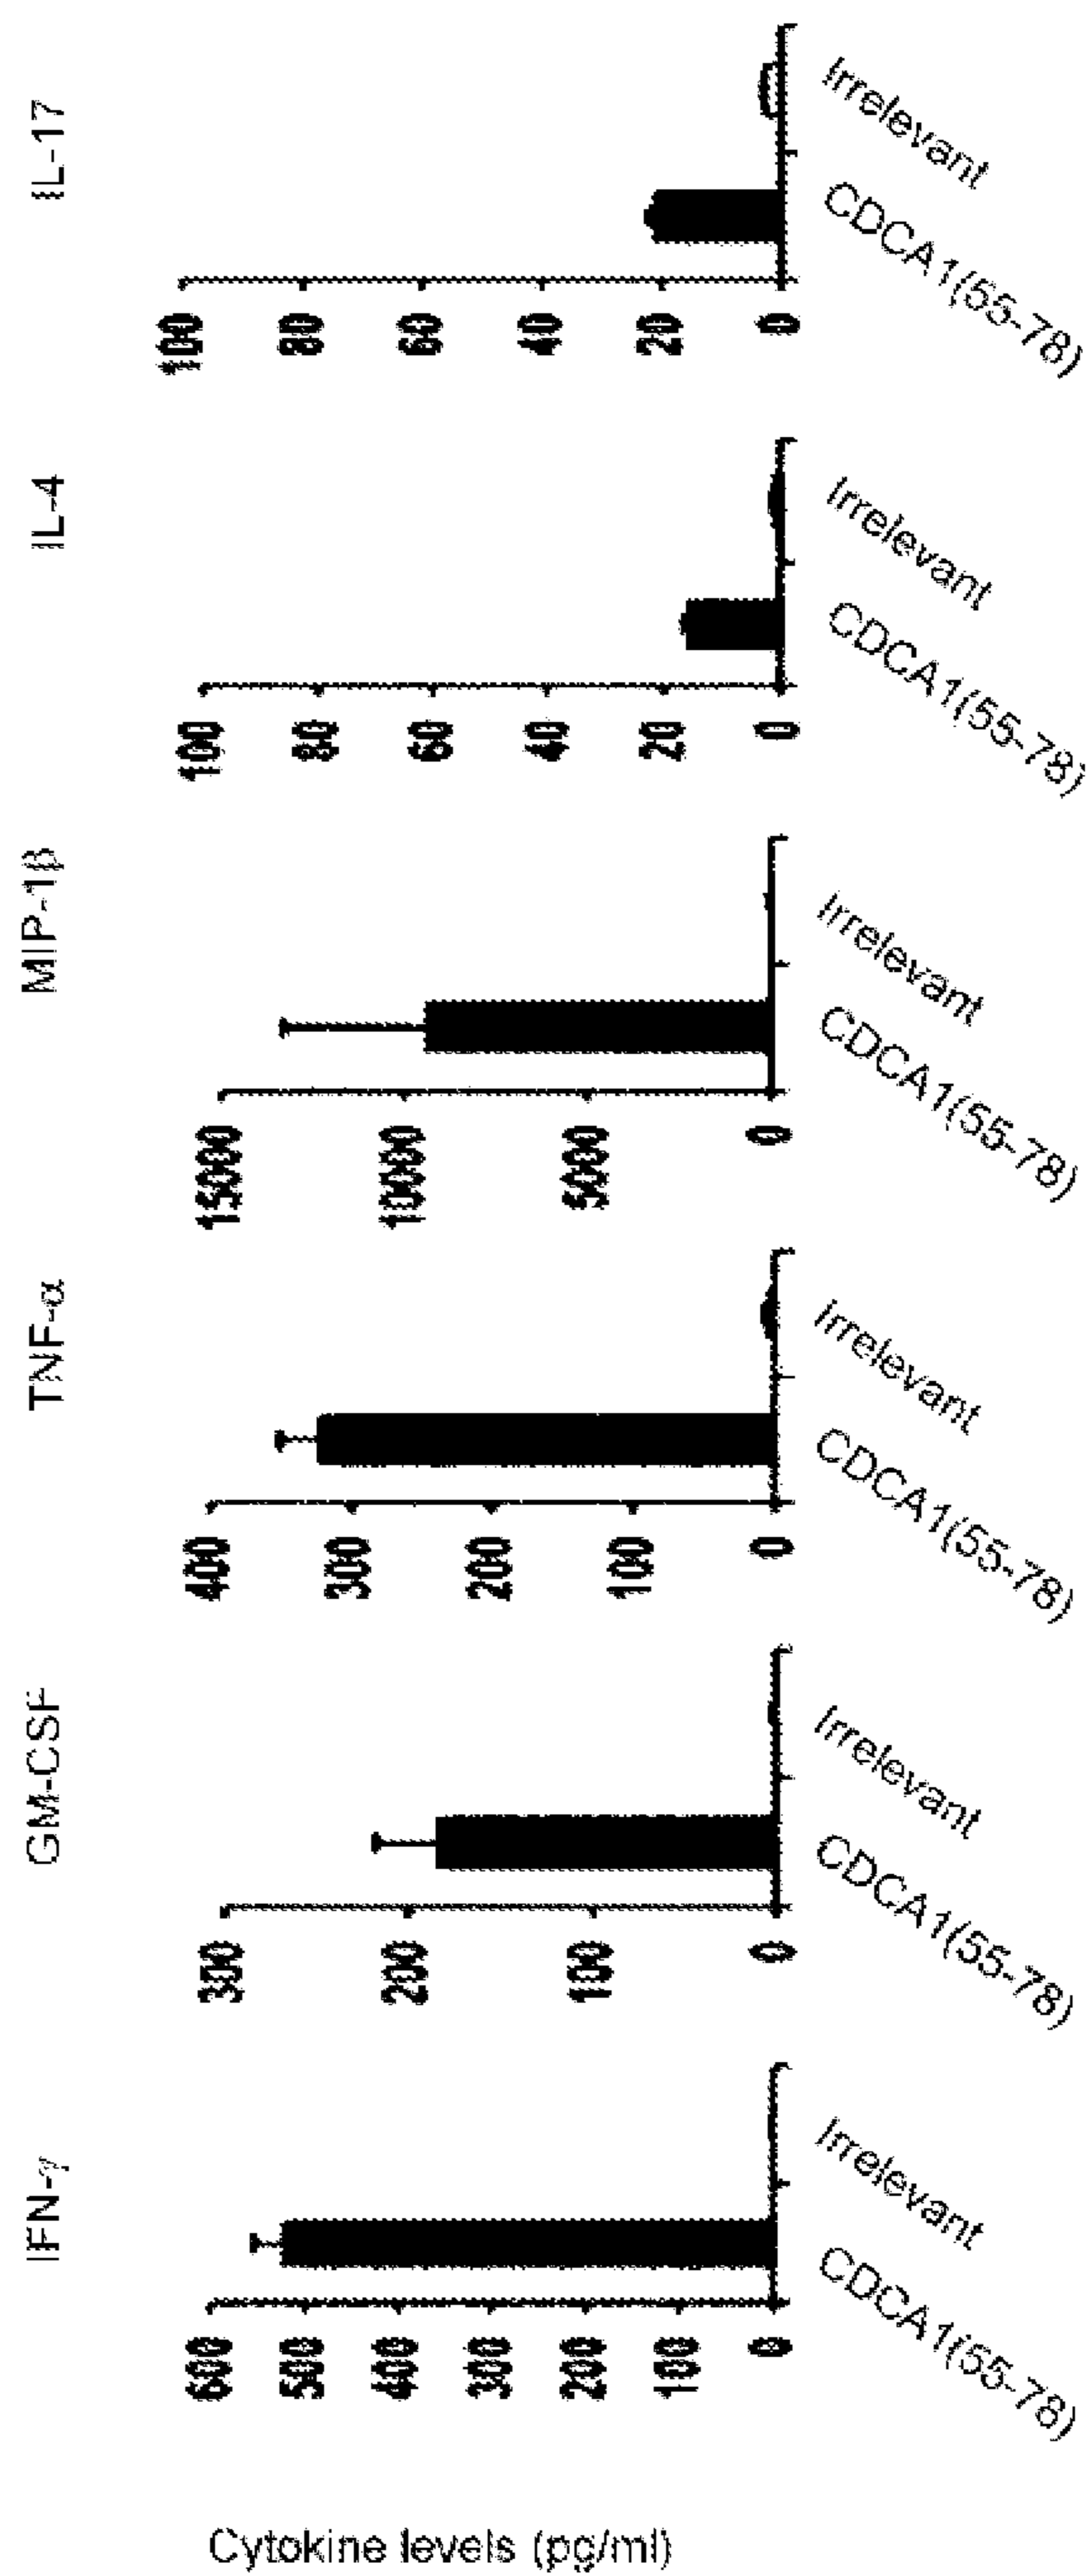 Cytokine levels (pg/ml)
IFN-γ
600
500
400
300
200
100
0
CDCA1(55-78)
Irrelevant
GM-CSF
300
200
100
0
CDCA1(55-78)
Irrelevant
TNF-α
400
300
200
100
0
CDCA1(55-78)
Irrelevant
MIP-1β
15000
10000
5000
0
CDCA1(55-78)
Irrelevant
IL-4
100
80
60
40
20
0
CDCA1(55-78)
Irrelevant
IL-17
100
80
60
40
20
0
CDCA1(55-78)
Irrelevant